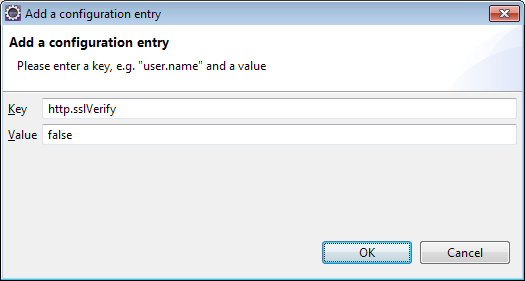 Add a configuration entry
Add a configuration entry
Please enter a key, e.g. "user.name" and a value
Key http.sslVerify
Value false
OK Cancel